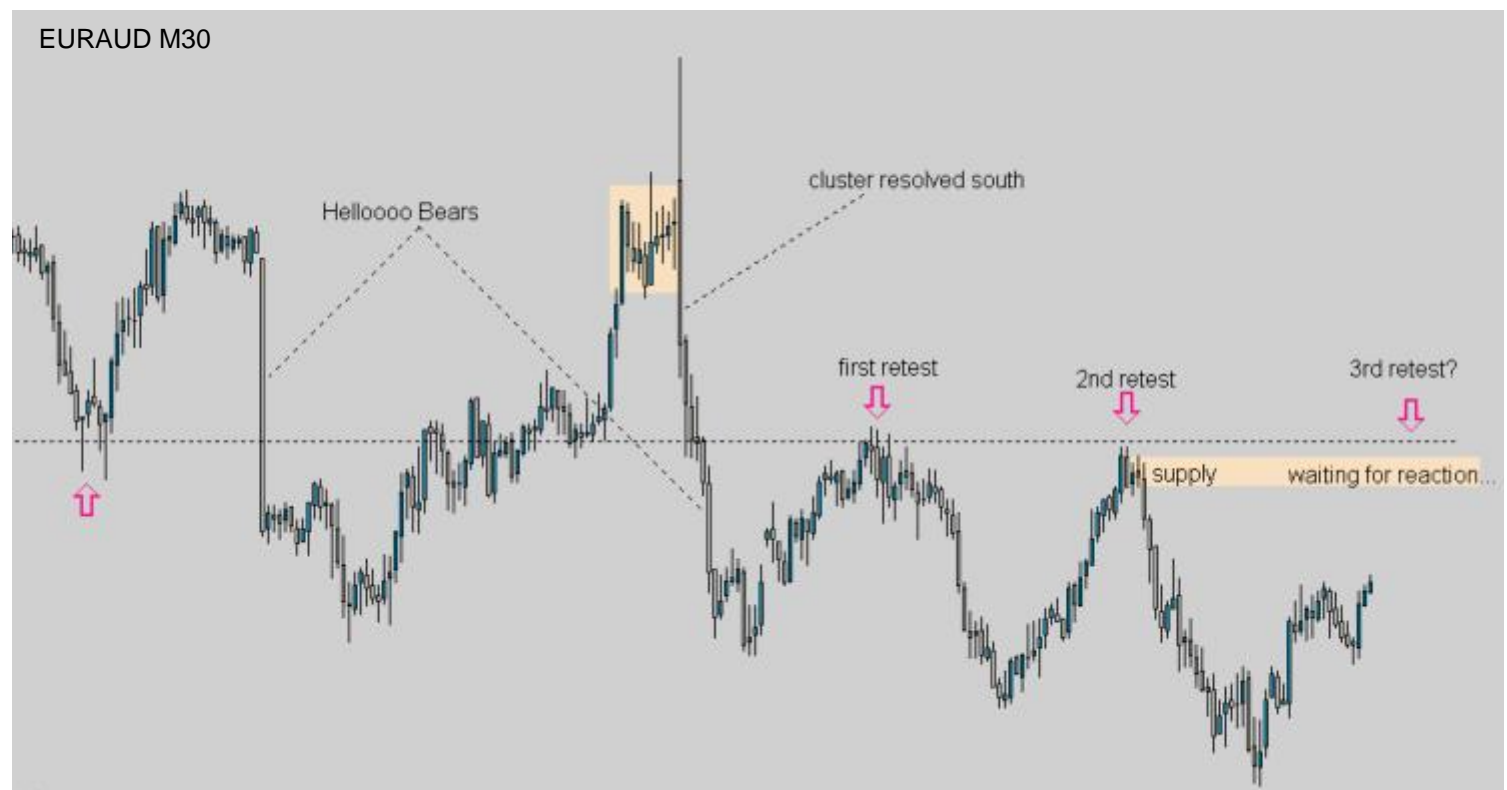 EURAUD M30
cluster resolved south
Helloooo Bears
first retest
2nd retest
3rd retest?
supply
waiting for reaction...